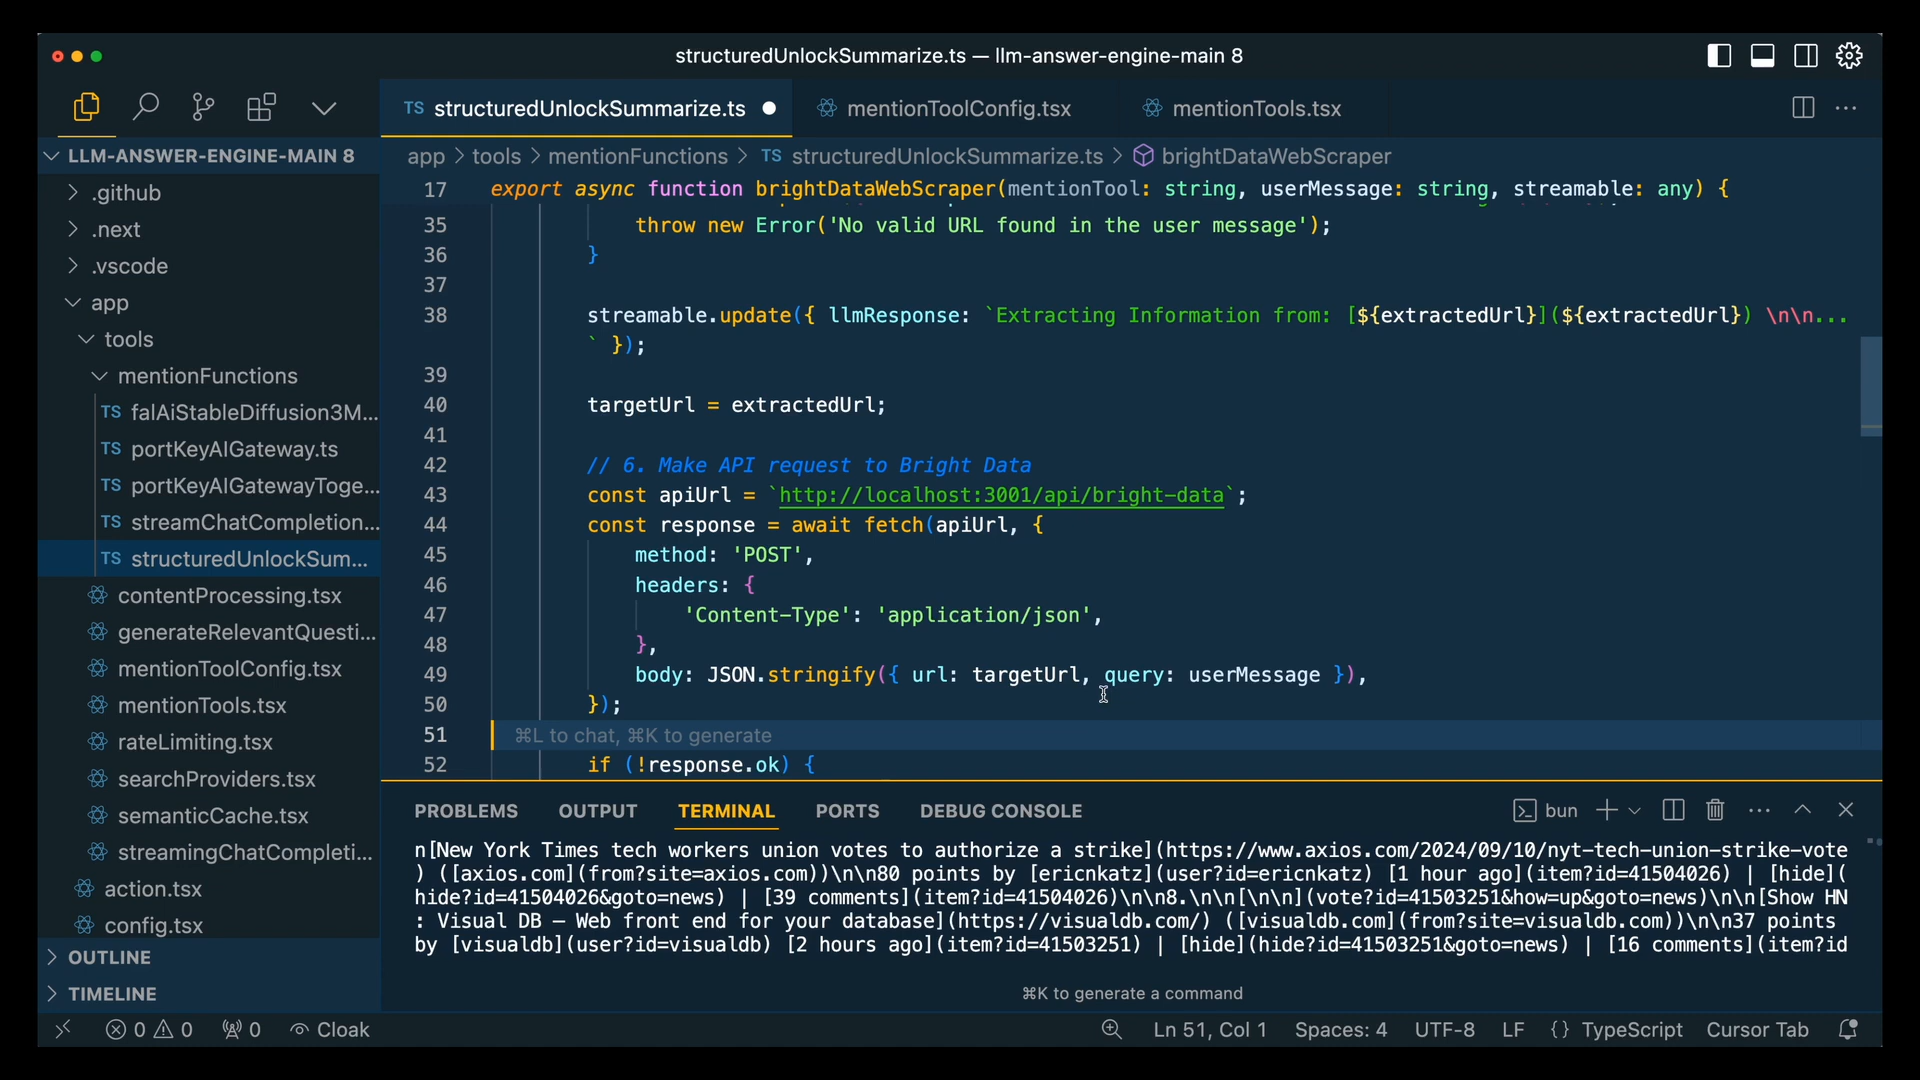 structuredUnlockSummarize.ts — llm-answer-engine-main 8
TS structuredUnlockSummarize.ts
mentionToolConfig.tsx
mentionTools.tsx
LLM-ANSWER-ENGINE-MAIN 8
.github
.next
.vscode
app
tools
mentionFunctions
TS falAiStableDiffusion3M...
TS portKeyAIGateway.ts
TS portKeyAIGatewayToge...
TS streamChatCompletion...
TS structuredUnlockSum...
contentProcessing.tsx
generateRelevantQuesti...
mentionToolConfig.tsx
mentionTools.tsx
rateLimiting.tsx
searchProviders.tsx
semanticCache.tsx
streamingChatCompleti...
action.tsx
config.tsx
OUTLINE
TIMELINE
app > tools > mentionFunctions > TS structuredUnlockSummarize.ts > brightDataWebScraper
17 export async function brightDataWebScraper(mentionTool: string, userMessage: string, streamable: any) {
35 throw new Error('No valid URL found in the user message');
36 }
37
38 streamable.update({ llmResponse: `Extracting Information from: [${extractedUrl}](${extractedUrl}) \n\n...
` });
39
40 targetUrl = extractedUrl;
41
42 // 6. Make API request to Bright Data
43 const apiUrl = `http://localhost:3001/api/bright-data`;
44 const response = await fetch(apiUrl, {
45 method: 'POST',
46 headers: {
47 'Content-Type': 'application/json',
48 },
49 body: JSON.stringify({ url: targetUrl, query: userMessage }),
50 });
51 ⌘L to chat, ⌘K to generate
52 if (!response.ok) {
PROBLEMS OUTPUT TERMINAL PORTS DEBUG CONSOLE bun
n[New York Times tech workers union votes to authorize a strike](https://www.axios.com/2024/09/10/nyt-tech-union-strike-vote
) ([axios.com](from?site=axios.com))\n\n80 points by [ericnkatz](user?id=ericnkatz) [1 hour ago](item?id=41504026) | [hide](
hide?id=41504026&goto=news) | [39 comments](item?id=41504026)\n\n8.\n\n[\n\n](vote?id=41503251&how=up&goto=news)\n\n[Show HN
: Visual DB – Web front end for your database](https://visualdb.com/) ([visualdb.com](from?site=visualdb.com))\n\n37 points
by [visualdb](user?id=visualdb) [2 hours ago](item?id=41503251) | [hide](hide?id=41503251&goto=news) | [16 comments](item?id
⌘K to generate a command
0 0 0 Cloak Ln 51, Col 1 Spaces: 4 UTF-8 LF {} TypeScript Cursor Tab